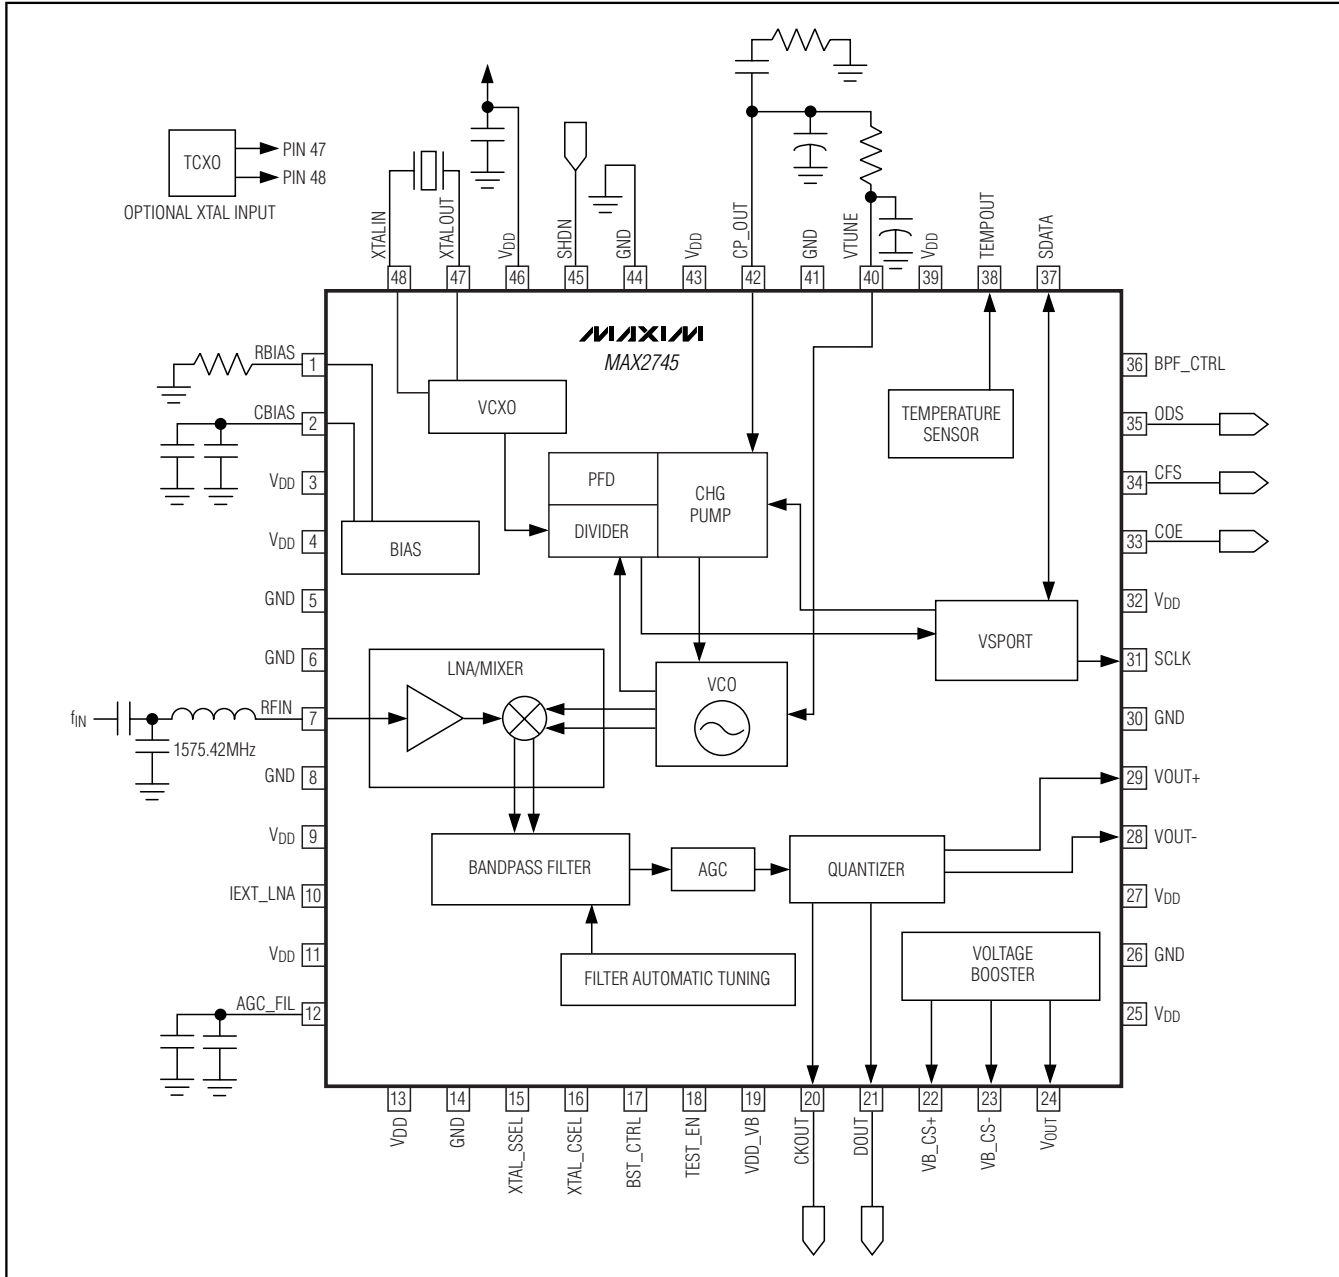 TCXO
PIN 47
PIN 48
OPTIONAL XTAL INPUT
XTALIN
XTALOUT
VDD
SHDN
GND
VDD
CP_OUT
GND
VTUNE
VDD
TEMPOUT
SDATA
48
47
46
45
44
43
42
41
40
39
38
37
MAXIM
MAX2745
RBIAS
1
CBIAS
2
VDD
3
VDD
4
GND
5
GND
6
fIN
RFIN
7
1575.42MHz
GND
8
VDD
9
IEXT_LNA
10
VDD
11
AGC_FIL
12
VCXO
BIAS
PFD
DIVIDER
CHG
PUMP
TEMPERATURE
SENSOR
VSPORT
LNA/MIXER
VCO
BANDPASS FILTER
AGC
QUANTIZER
FILTER AUTOMATIC TUNING
VOLTAGE
BOOSTER
36
BPF_CTRL
35
ODS
34
CFS
33
COE
32
VDD
31
SCLK
30
GND
29
VOUT+
28
VOUT-
27
VDD
26
GND
25
VDD
13
14
15
16
17
18
19
20
21
22
23
24
VDD
GND
XTAL_SSEL
XTAL_CSEL
BST_CTRL
TEST_EN
VDD_VB
CKOUT
DOUT
VB_CS+
VB_CS-
VOUT